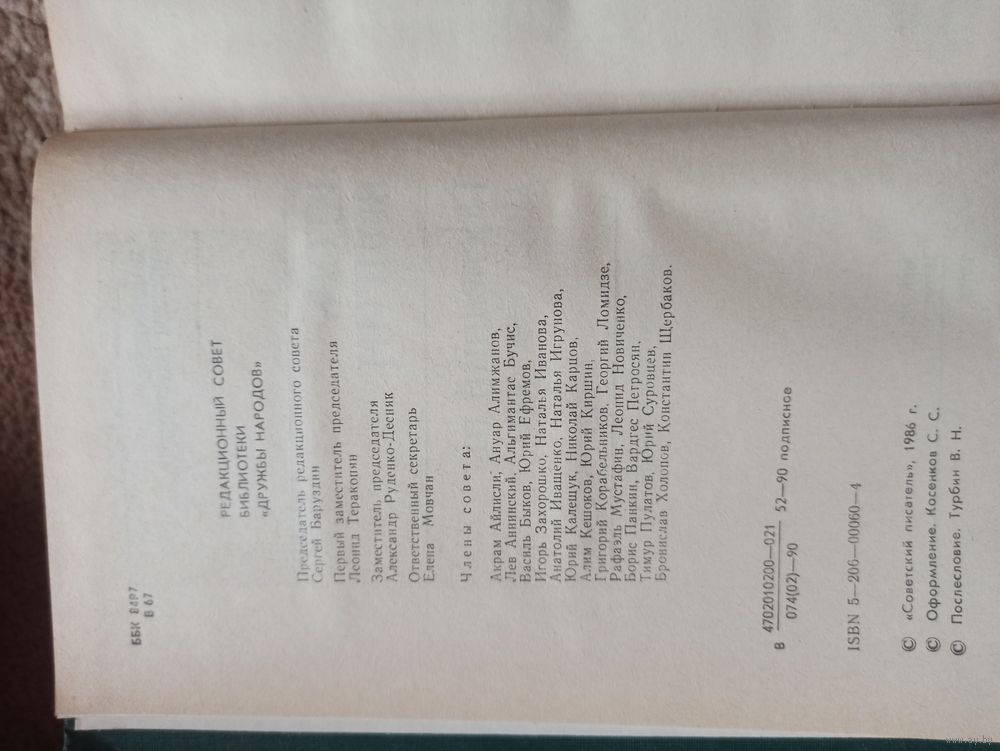 ББК 84Р7
В 67
РЕДАКЦИОННЫЙ СОВЕТ
БИБЛИОТЕКИ
«ДРУЖБЫ НАРОДОВ»
Председатель редакционного совета
Сергей Баруздин
Первый заместитель председателя
Леонид Теракопян
Заместитель председателя
Александр Руденко-Десняк
Ответственный секретарь
Елена Мовчан
Члены совета:
Акрам Айлисли, Ануар Алимжанов,
Лев Аннинский, Альгимантас Бучис,
Василь Быков, Юрий Ефремов,
Игорь Захорошко, Наталья Иванова,
Анатолий Иващенко, Наталья Игрунова,
Юрий Калещук, Николай Карцов,
Алим Кешоков, Юрий Киршин,
Григорий Корабельников, Георгий Ломидзе,
Рафаэль Мустафин, Леонид Новиченко,
Борис Панкин, Вардгес Петросян,
Тимур Пулатов, Юрий Суровцев,
Бронислав Холопов, Константин Щербаков.
В 4702010200—021 52—90 подписное
074(02)—90
ISBN 5—206—00060—4
© «Советский писатель», 1986 г.
© Оформление. Косенков С. С.
© Послесловие. Турбин В. Н.